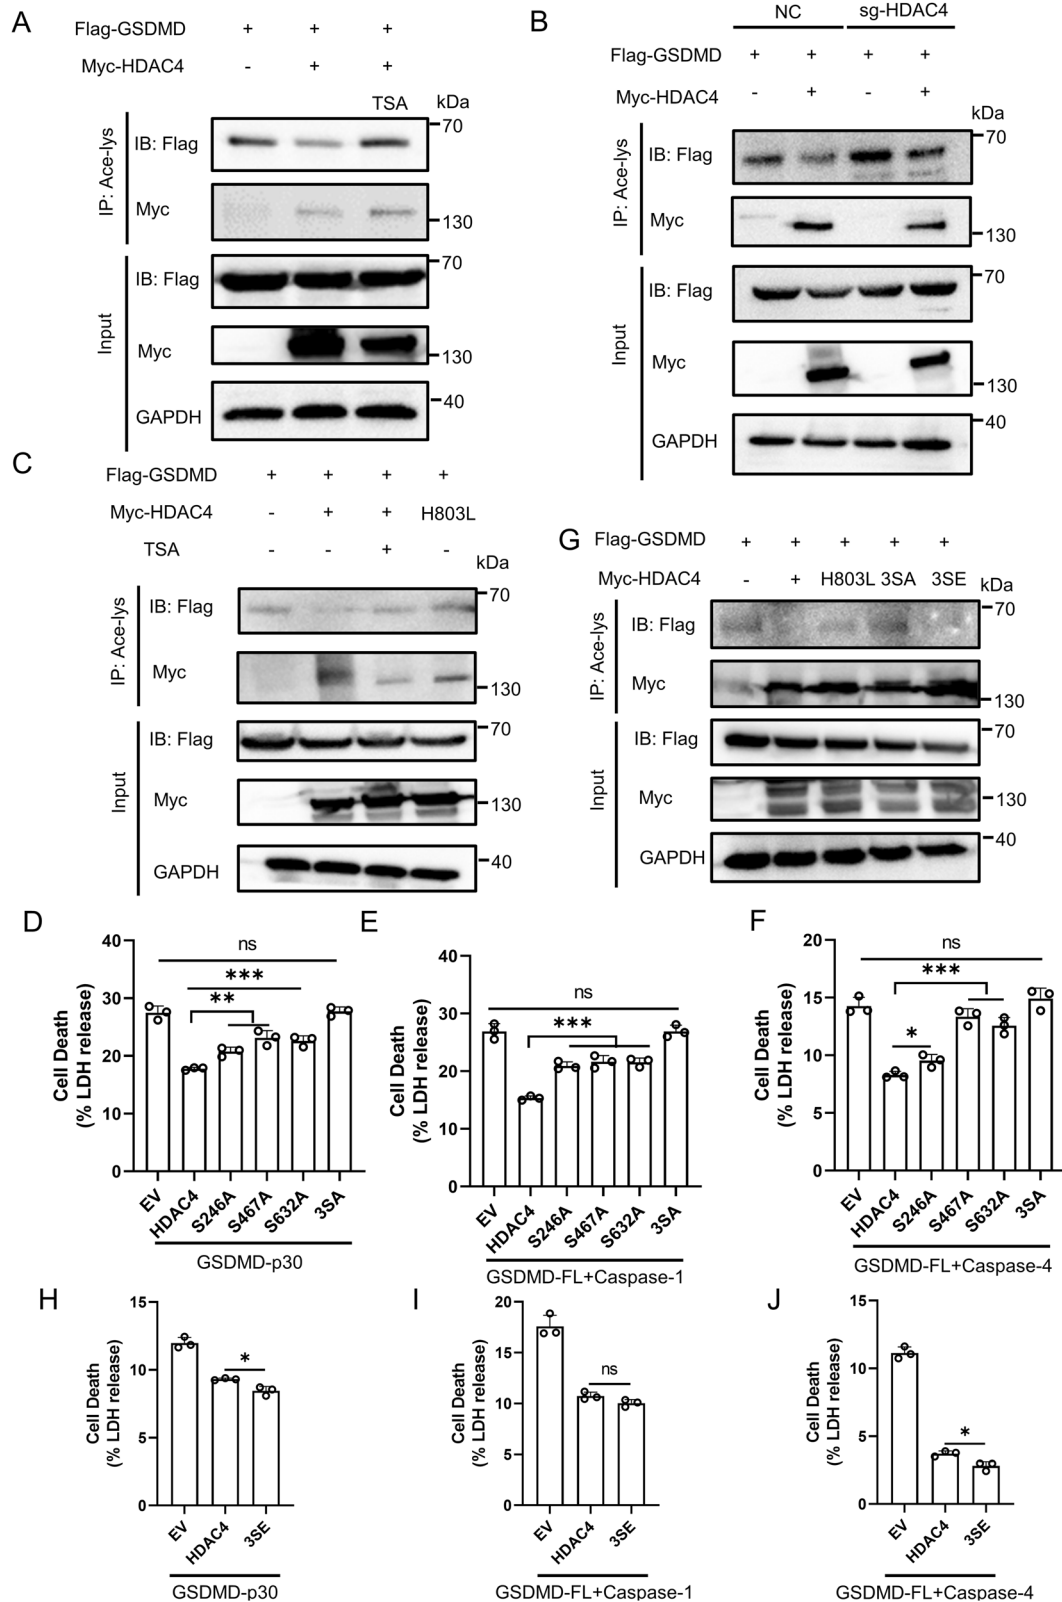 A
Flag-GSDMD + + +
Myc-HDAC4 - + +
TSA kDa
IP: Ace-lys
IB: Flag 70
Myc 130
Input
IB: Flag 70
Myc 130
GAPDH 40
B
NC sg-HDAC4
Flag-GSDMD + + + +
Myc-HDAC4 - + - +
kDa
IP: Ace-lys
IB: Flag 70
Myc 130
Input
IB: Flag 70
Myc 130
GAPDH 40
C
Flag-GSDMD + + + +
Myc-HDAC4 - + + H803L
TSA - - + -
kDa
IP: Ace-lys
IB: Flag 70
Myc 130
Input
IB: Flag 70
Myc 130
GAPDH 40
G
Flag-GSDMD + + + + +
Myc-HDAC4 - + H803L 3SA 3SE kDa
IP: Ace-lys
IB: Flag 70
Myc 130
Input
IB: Flag 70
Myc 130
GAPDH 40
D
Cell Death
(% LDH release)
40
30
20
10
0
ns
***
**
EV HDAC4 S246A S467A S632A 3SA
GSDMD-p30
E
Cell Death
(% LDH release)
40
30
20
10
0
ns
***
EV HDAC4 S246A S467A S632A 3SA
GSDMD-FL+Caspase-1
F
Cell Death
(% LDH release)
20
15
10
5
0
ns
***
*
EV HDAC4 S246A S467A S632A 3SA
GSDMD-FL+Caspase-4
H
Cell Death
(% LDH release)
15
10
5
0
*
EV HDAC4 3SE
GSDMD-p30
I
Cell Death
(% LDH release)
20
15
10
5
0
ns
EV HDAC4 3SE
GSDMD-FL+Caspase-1
J
Cell Death
(% LDH release)
15
10
5
0
*
EV HDAC4 3SE
GSDMD-FL+Caspase-4